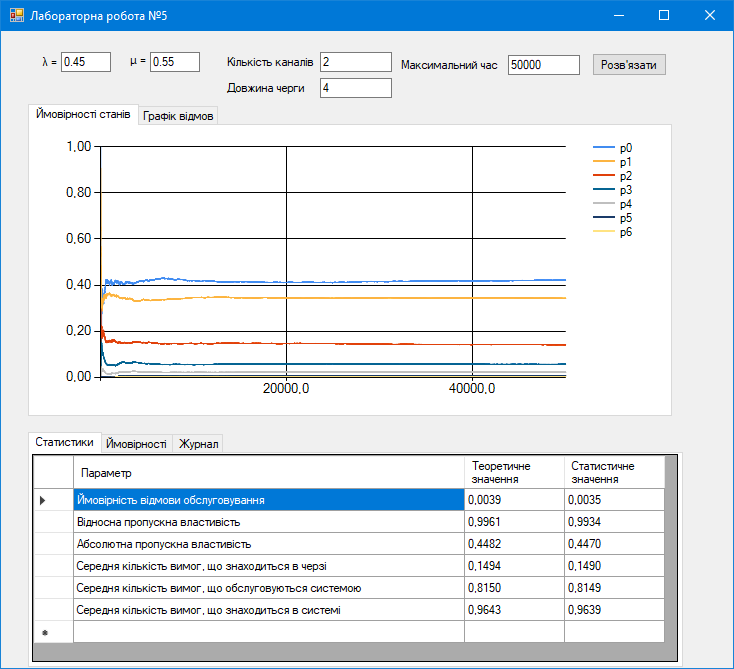 Лабораторна робота №5
λ = 0.45 μ = 0.55 Кількість каналів 2 Максимальний час 50000 Розв'язати
Довжина черги 4
Ймовірності станів Графік відмов
1,00
0,80
0,60
0,40
0,20
0,00
20000,0 40000,0
p0
p1
p2
p3
p4
p5
p6
Статистики Ймовірності Журнал
Параметр Теоретичне значення Статистичне значення
Ймовірність відмови обслуговування 0,0039 0,0035
Відносна пропускна властивість 0,9961 0,9934
Абсолютна пропускна властивість 0,4482 0,4470
Середня кількість вимог, що знаходиться в черзі 0,1494 0,1490
Середня кількість вимог, що обслуговуються системою 0,8150 0,8149
Середня кількість вимог, що знаходиться в системі 0,9643 0,9639